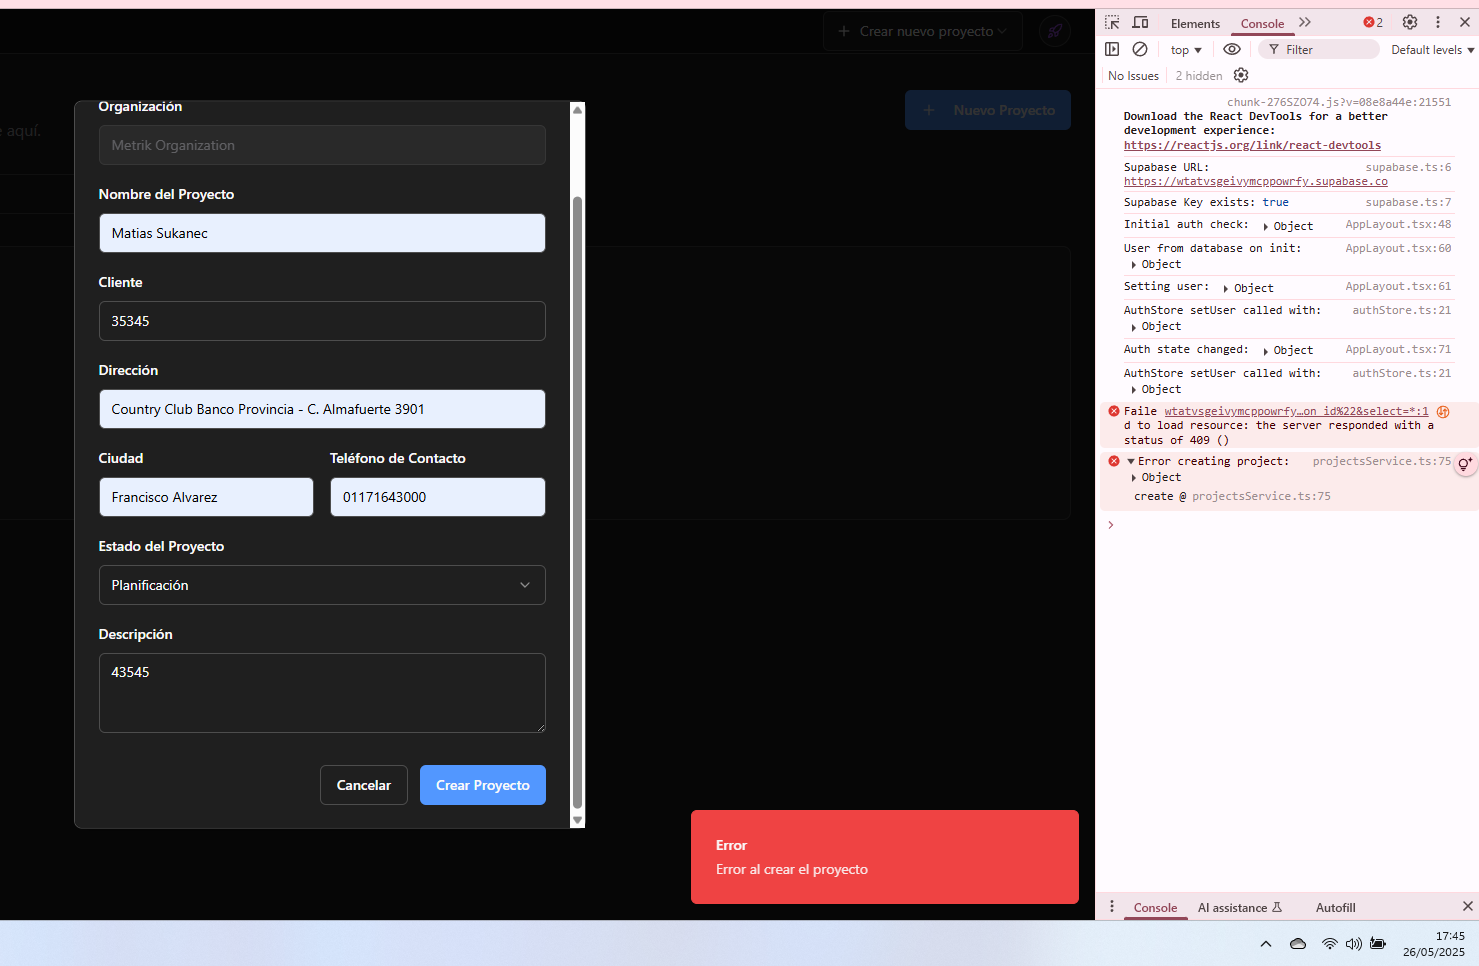 Crear nuevo proyecto
e aquí.
Nuevo Proyecto
Organización
Metrik Organization
Nombre del Proyecto
Matias Sukanec
Cliente
35345
Dirección
Country Club Banco Provincia - C. Almafuerte 3901
Ciudad
Teléfono de Contacto
Francisco Alvarez
01171643000
Estado del Proyecto
Planificación
Descripción
43545
Cancelar
Crear Proyecto
Error
Error al crear el proyecto
Elements
Console
2
top
Filter
Default levels
No Issues
2 hidden
chunk-276SZO74.js?v=08e8a44e:21551
Download the React DevTools for a better
development experience:
https://reactjs.org/link/react-devtools
Supabase URL: supabase.ts:6
https://wtatvsgeivymcppowrfy.supabase.co
Supabase Key exists: true supabase.ts:7
Initial auth check: Object AppLayout.tsx:48
User from database on init: AppLayout.tsx:60
Object
Setting user: Object AppLayout.tsx:61
AuthStore setUser called with: authStore.ts:21
Object
Auth state changed: Object AppLayout.tsx:71
AuthStore setUser called with: authStore.ts:21
Object
Faile wtatvsgeivymcppowrfy…on_id%22&select=*:1
d to load resource: the server responded with a
status of 409 ()
Error creating project: projectsService.ts:75
Object
create @ projectsService.ts:75
Console
AI assistance
Autofill
17:45
26/05/2025